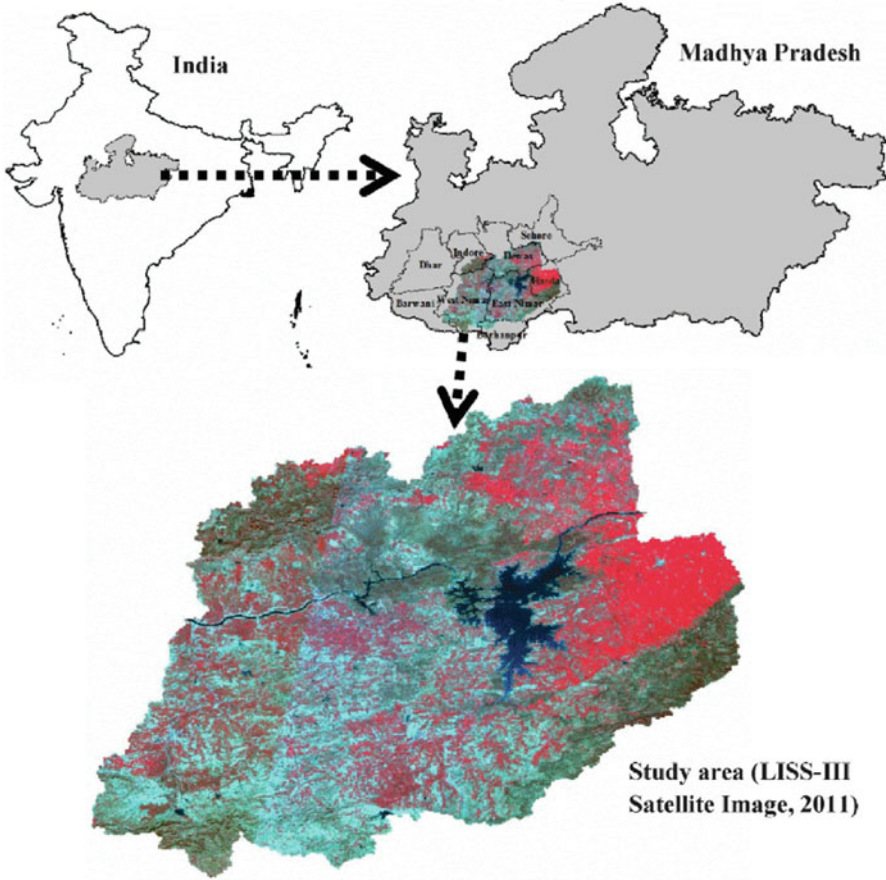 India
Madhya Pradesh
Sehore
Indore
Dewas
Dhar
Harda
Barwani
West Nimar
East Nimar
Burhanpur
Study area (LISS-III
Satellite Image, 2011)